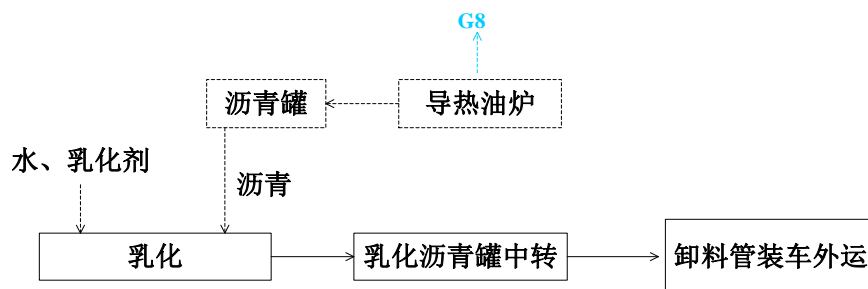 G8
沥青罐
导热油炉
水、乳化剂
沥青
乳化
乳化沥青罐中转
卸料管装车外运